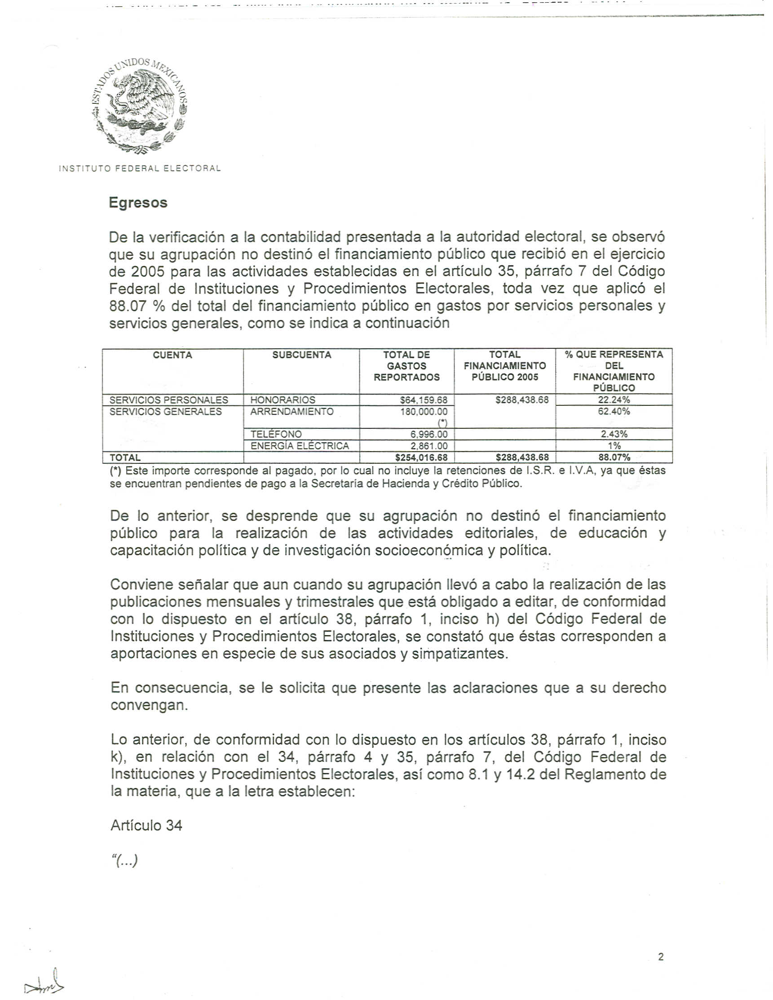 ESTADOS UNIDOS MEXICANOS
INSTITUTO FEDERAL ELECTORAL
Egresos
De la verificación a la contabilidad presentada a la autoridad electoral, se observó
que su agrupación no destinó el financiamiento público que recibió en el ejercicio
de 2005 para las actividades establecidas en el artículo 35, párrafo 7 del Código
Federal de Instituciones y Procedimientos Electorales, toda vez que aplicó el
88.07 % del total del financiamiento público en gastos por servicios personales y
servicios generales, como se indica a continuación
CUENTA SUBCUENTA TOTAL DE TOTAL % QUE REPRESENTA
GASTOS FINANCIAMIENTO DEL
REPORTADOS PÚBLICO 2005 FINANCIAMIENTO
PÚBLICO
SERVICIOS PERSONALES HONORARIOS $64,159.68 $288,438.68 22.24%
SERVICIOS GENERALES ARRENDAMIENTO 180,000.00 62.40%
(*)
TELÉFONO 6,996.00 2.43%
ENERGÍA ELÉCTRICA 2,861.00 1%
TOTAL $254,016.68 $288,438.68 88.07%
(*) Este importe corresponde al pagado, por lo cual no incluye la retenciones de I.S.R. e I.V.A, ya que éstas
se encuentran pendientes de pago a la Secretaría de Hacienda y Crédito Público.
De lo anterior, se desprende que su agrupación no destinó el financiamiento
público para la realización de las actividades editoriales, de educación y
capacitación política y de investigación socioeconómica y política.
Conviene señalar que aun cuando su agrupación llevó a cabo la realización de las
publicaciones mensuales y trimestrales que está obligado a editar, de conformidad
con lo dispuesto en el artículo 38, párrafo 1, inciso h) del Código Federal de
Instituciones y Procedimientos Electorales, se constató que éstas corresponden a
aportaciones en especie de sus asociados y simpatizantes.
En consecuencia, se le solicita que presente las aclaraciones que a su derecho
convengan.
Lo anterior, de conformidad con lo dispuesto en los artículos 38, párrafo 1, inciso
k), en relación con el 34, párrafo 4 y 35, párrafo 7, del Código Federal de
Instituciones y Procedimientos Electorales, así como 8.1 y 14.2 del Reglamento de
la materia, que a la letra establecen:
Artículo 34
“(...)
2